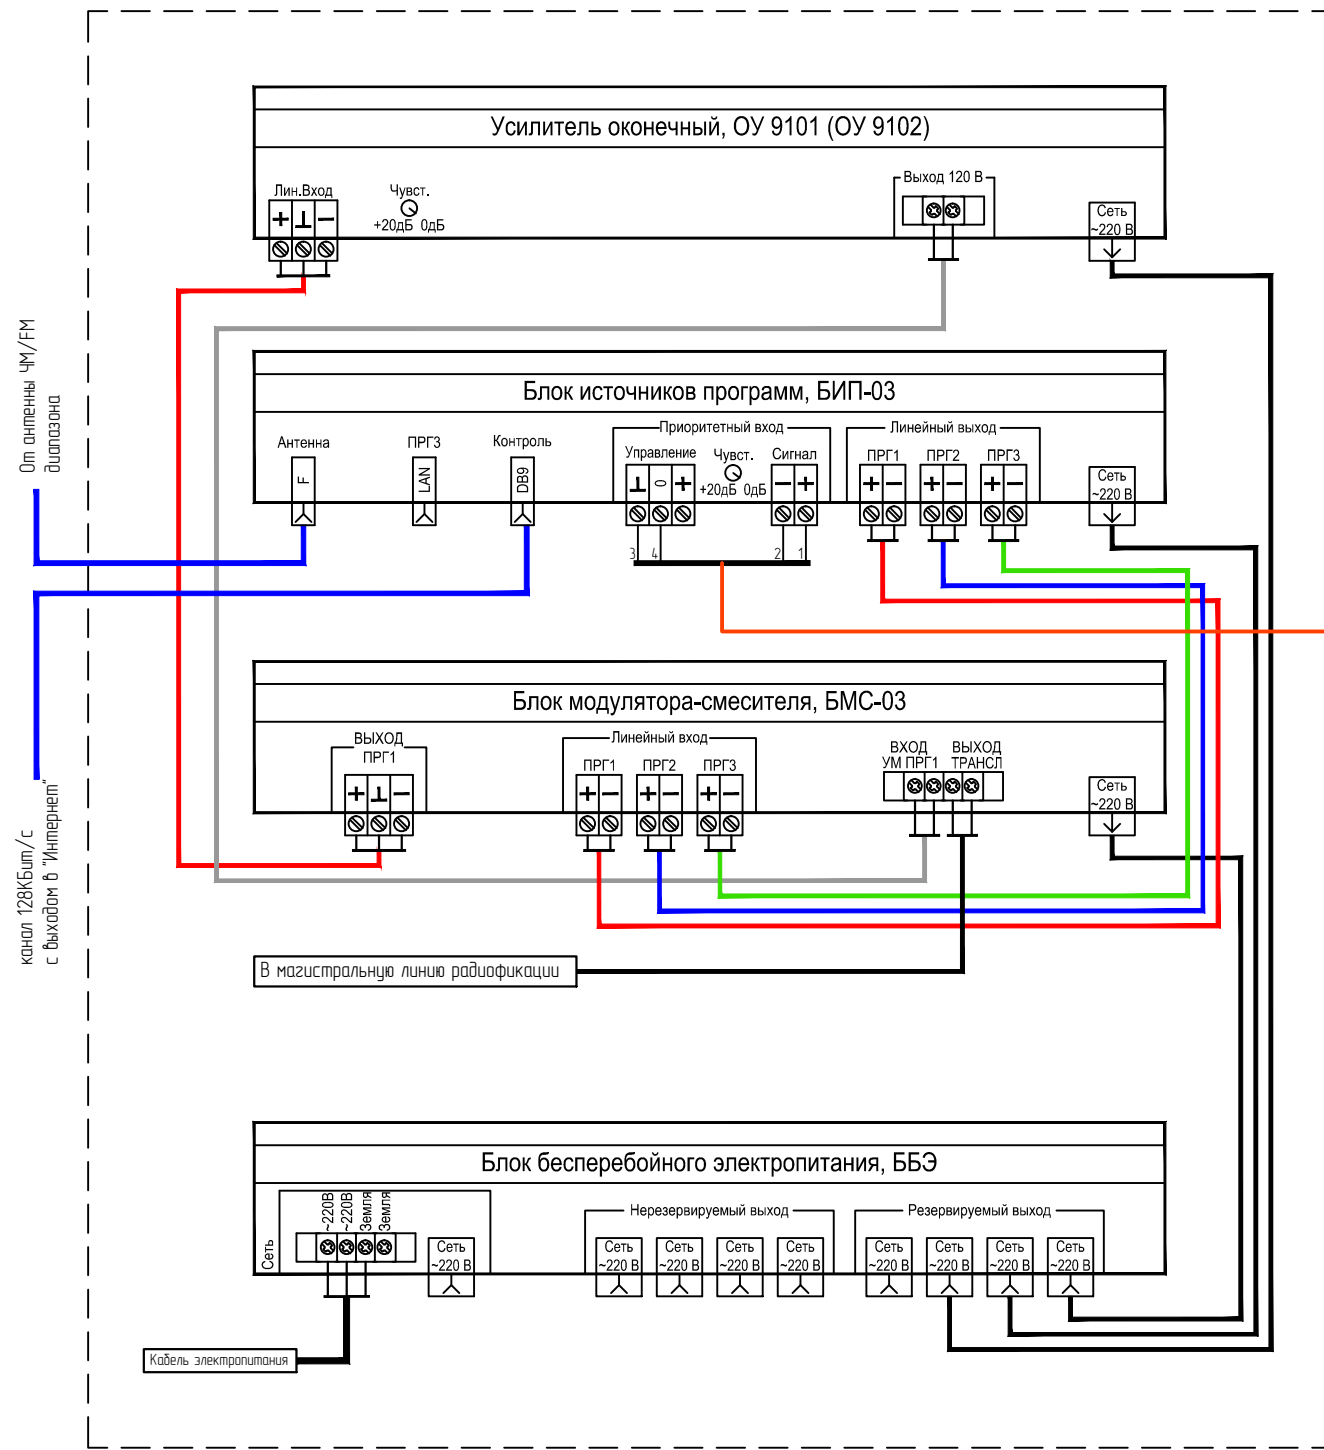 Усилитель оконечный, ОУ 9101 (ОУ 9102)
Лин.Вход
+ ⊥ −
Чувст.
+20дБ 0дБ
Выход 120 В
Сеть
~220 В
От антенны ЧМ/FM
диапазона
Блок источников программ, БИП-03
Антенна
F
ПРГ3
LAN
Контроль
DB9
Приоритетный вход
Управление
⊥ 0 +
Чувст.
+20дБ 0дБ
Сигнал
− +
3 4 2 1
Линейный выход
ПРГ1 ПРГ2 ПРГ3
+ − + − + −
Сеть
~220 В
канал 128КБит/с
с выходом в "Интернет"
Блок модулятора-смесителя, БМС-03
ВЫХОД
ПРГ1
+ ⊥ −
Линейный вход
ПРГ1 ПРГ2 ПРГ3
+ − + − + −
ВХОД
УМ ПРГ1
ВЫХОД
ТРАНСЛ
Сеть
~220 В
В магистральную линию радиофикации
Блок бесперебойного электропитания, ББЭ
Сеть
~220В
~220В
Земля
Земля
Сеть
~220 В
Нерезервируемый выход
Сеть Сеть Сеть Сеть
~220 В ~220 В ~220 В ~220 В
Резервируемый выход
Сеть Сеть Сеть Сеть
~220 В ~220 В ~220 В ~220 В
Кабель электропитания